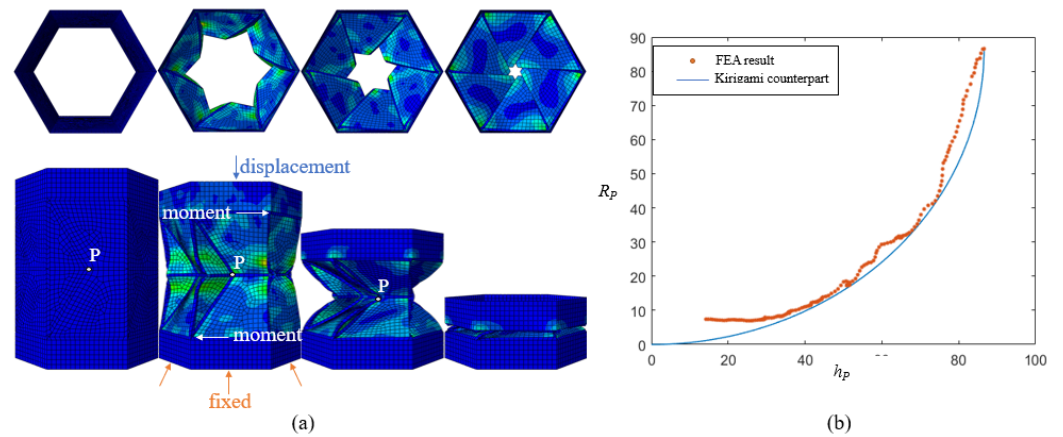 displacement
moment
P
P
P
moment
fixed
(a)
90
80
70
60
50
40
30
20
10
0
R_P
FEA result
Kirigami counterpart
0
20
40
60
80
100
h_P
(b)